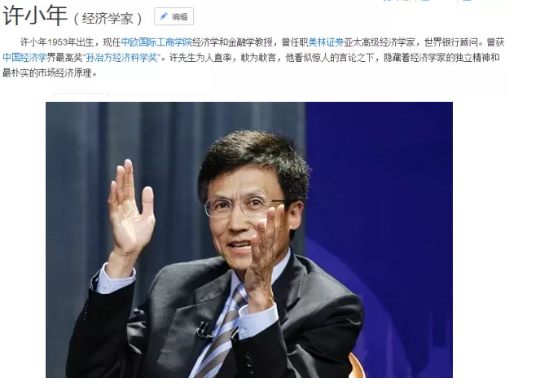 许小年（经济学家） 编辑
许小年1953年出生，现任中欧国际工商学院经济学和金融学教授，曾任职美林证券亚太高级经济学家，世界银行顾问。曾获
中国经济学界最高奖“孙冶方经济科学奖”。许先生为人直率，敢为敢言，他看似惊人的言论之下，隐藏着经济学家的独立精神和
最朴实的市场经济原理。